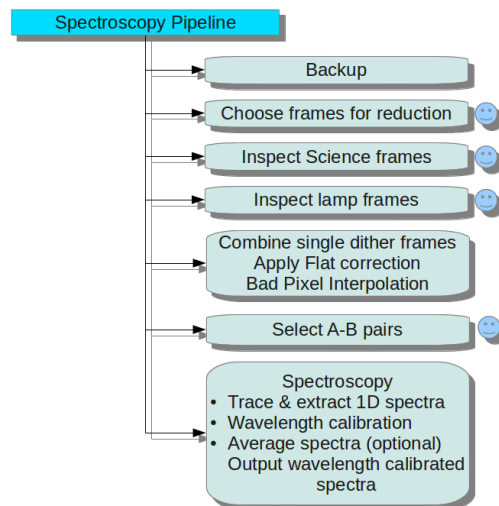 Spectroscopy Pipeline
Backup
Choose frames for reduction
Inspect Science frames
Inspect lamp frames
Combine single dither frames
Apply Flat correction
Bad Pixel Interpolation
Select A-B pairs
Spectroscopy
• Trace & extract 1D spectra
• Wavelength calibration
• Average spectra (optional)
Output wavelength calibrated
spectra